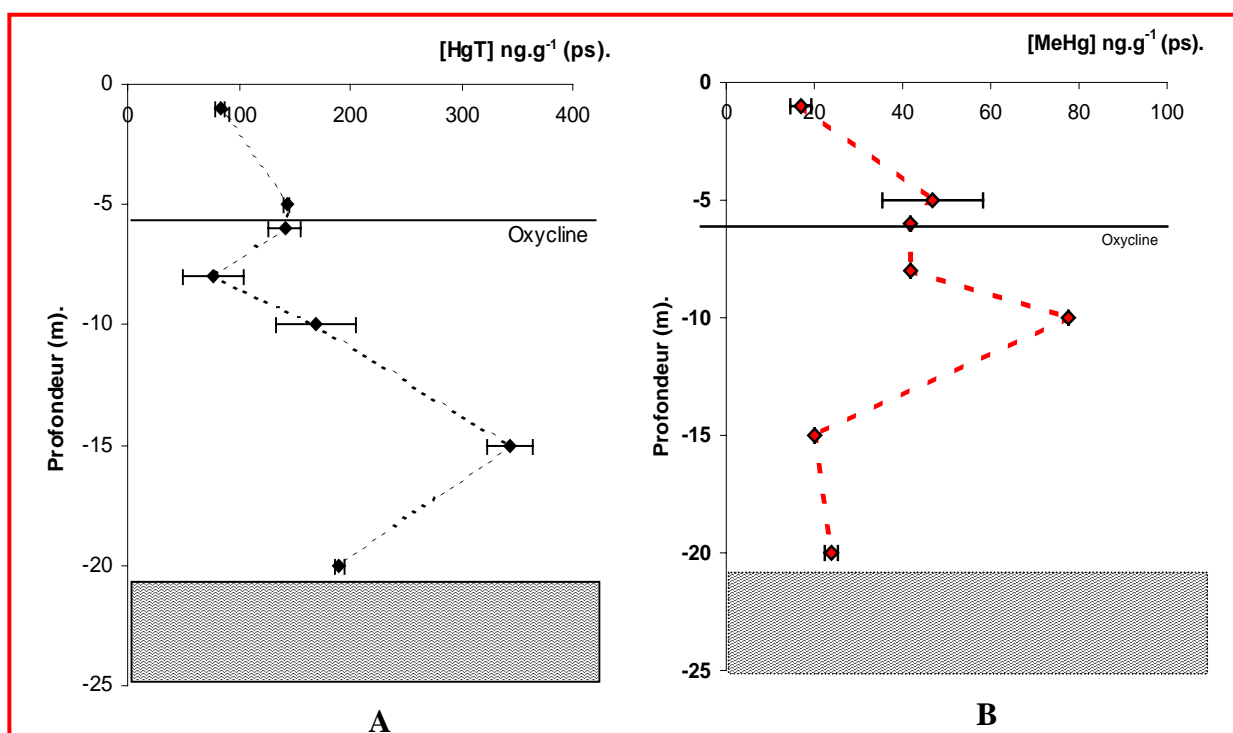 [HgT] ng.g⁻¹ (ps).
0
0 100 200 300 400
-5
Oxycline
-10
-15
-20
-25
Profondeur (m).
A
[MeHg] ng.g⁻¹ (ps).
0
0 20 40 60 80 100
-5
Oxycline
-10
-15
-20
-25
Profondeur (m).
B